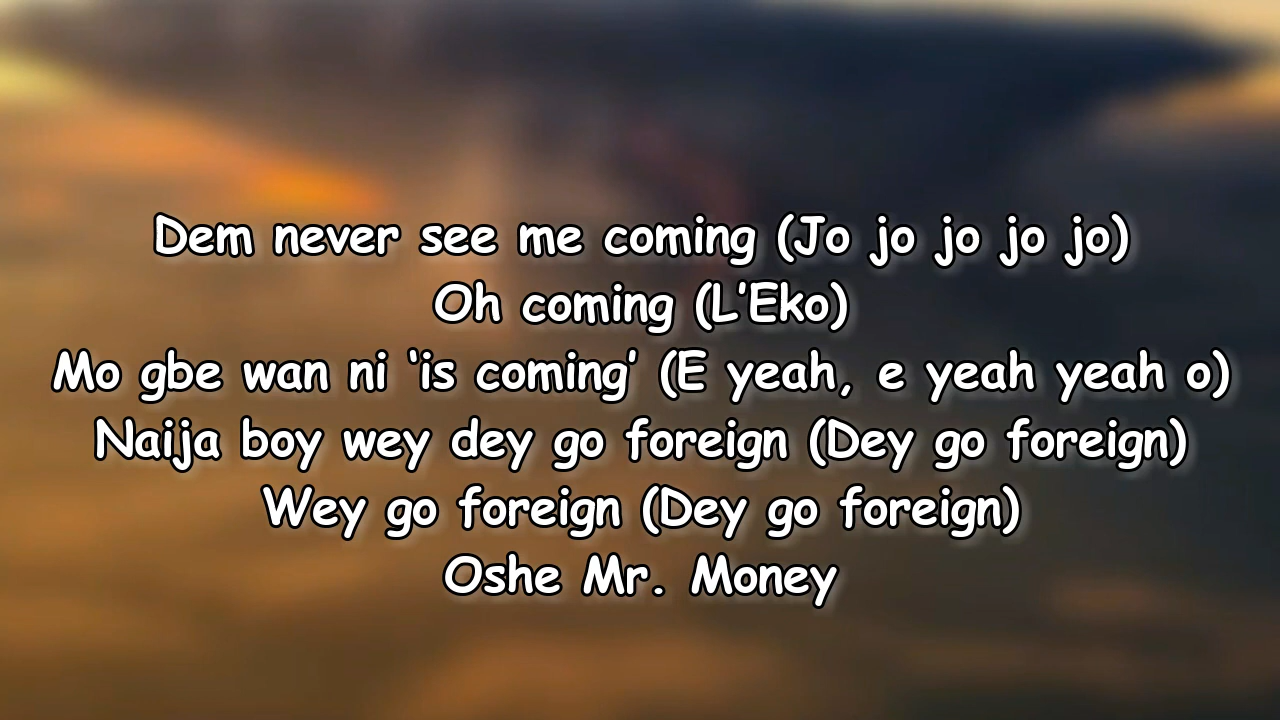 Dem never see me coming (Jo jo jo jo jo)
Oh coming (L'Eko)
Mo gbe wan ni ‘is coming’ (E yeah, e yeah yeah o)
Naija boy wey dey go foreign (Dey go foreign)
Wey go foreign (Dey go foreign)
Oshe Mr. Money